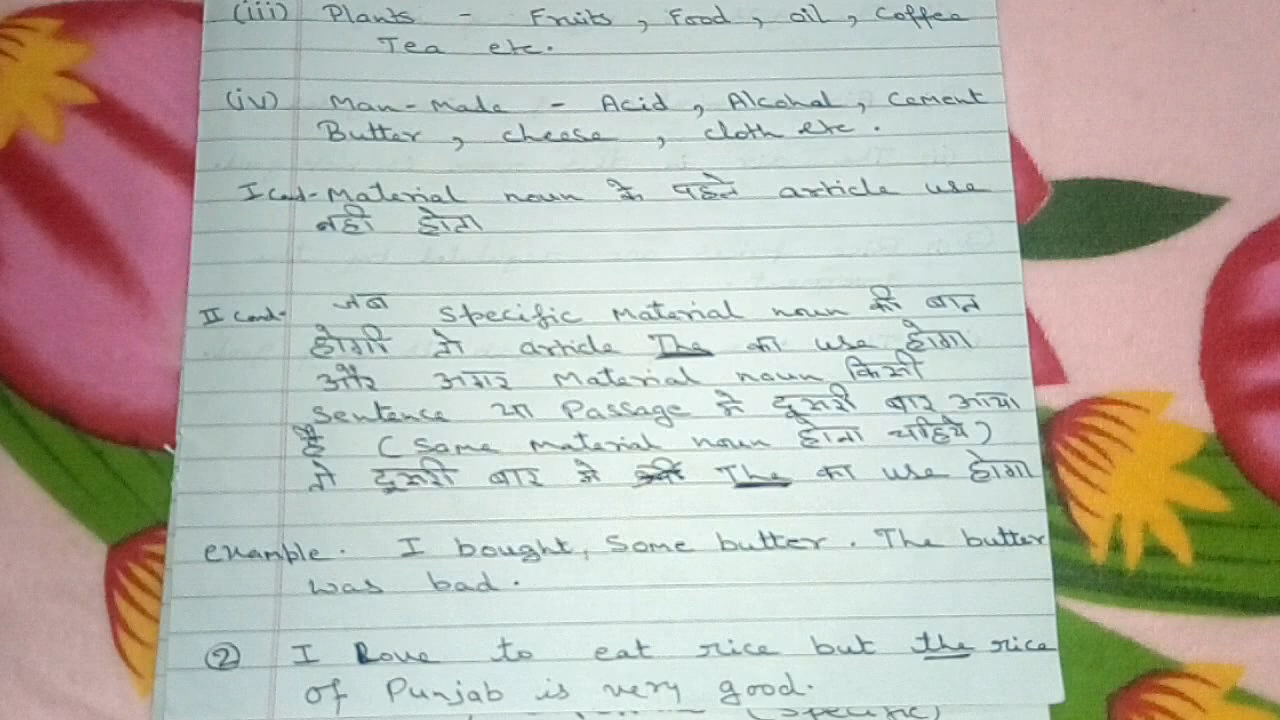 (iii) Plants - Fruits, Food, oil, Coffee
Tea etc.
(iv) Man-Made - Acid, Alcohal, Cement
Butter, cheese, cloth etc.
I Cond- Material noun के पहले article use
नही होगा
II Cond- जब specific material noun की बात
होगी तो article The का use होगा
और अगर Material noun किसी
Sentence या Passage मे दूसरी बार आया
है (Same material noun होना चाहिये)
तो दूसरी बार मे The का use होगा
example. I bought, Some butter. The butter
was bad.
② I Love to eat rice but the rice
of Punjab is very good.
(Specific)